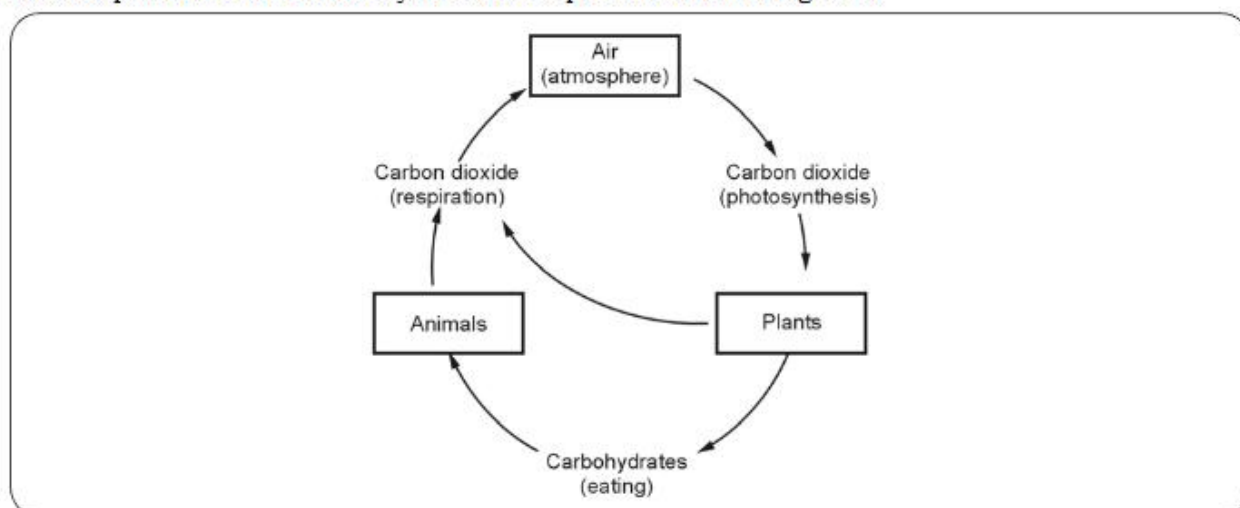 Air
(atmosphere)
Carbon dioxide
(respiration)
Carbon dioxide
(photosynthesis)
Animals
Plants
Carbohydrates
(eating)